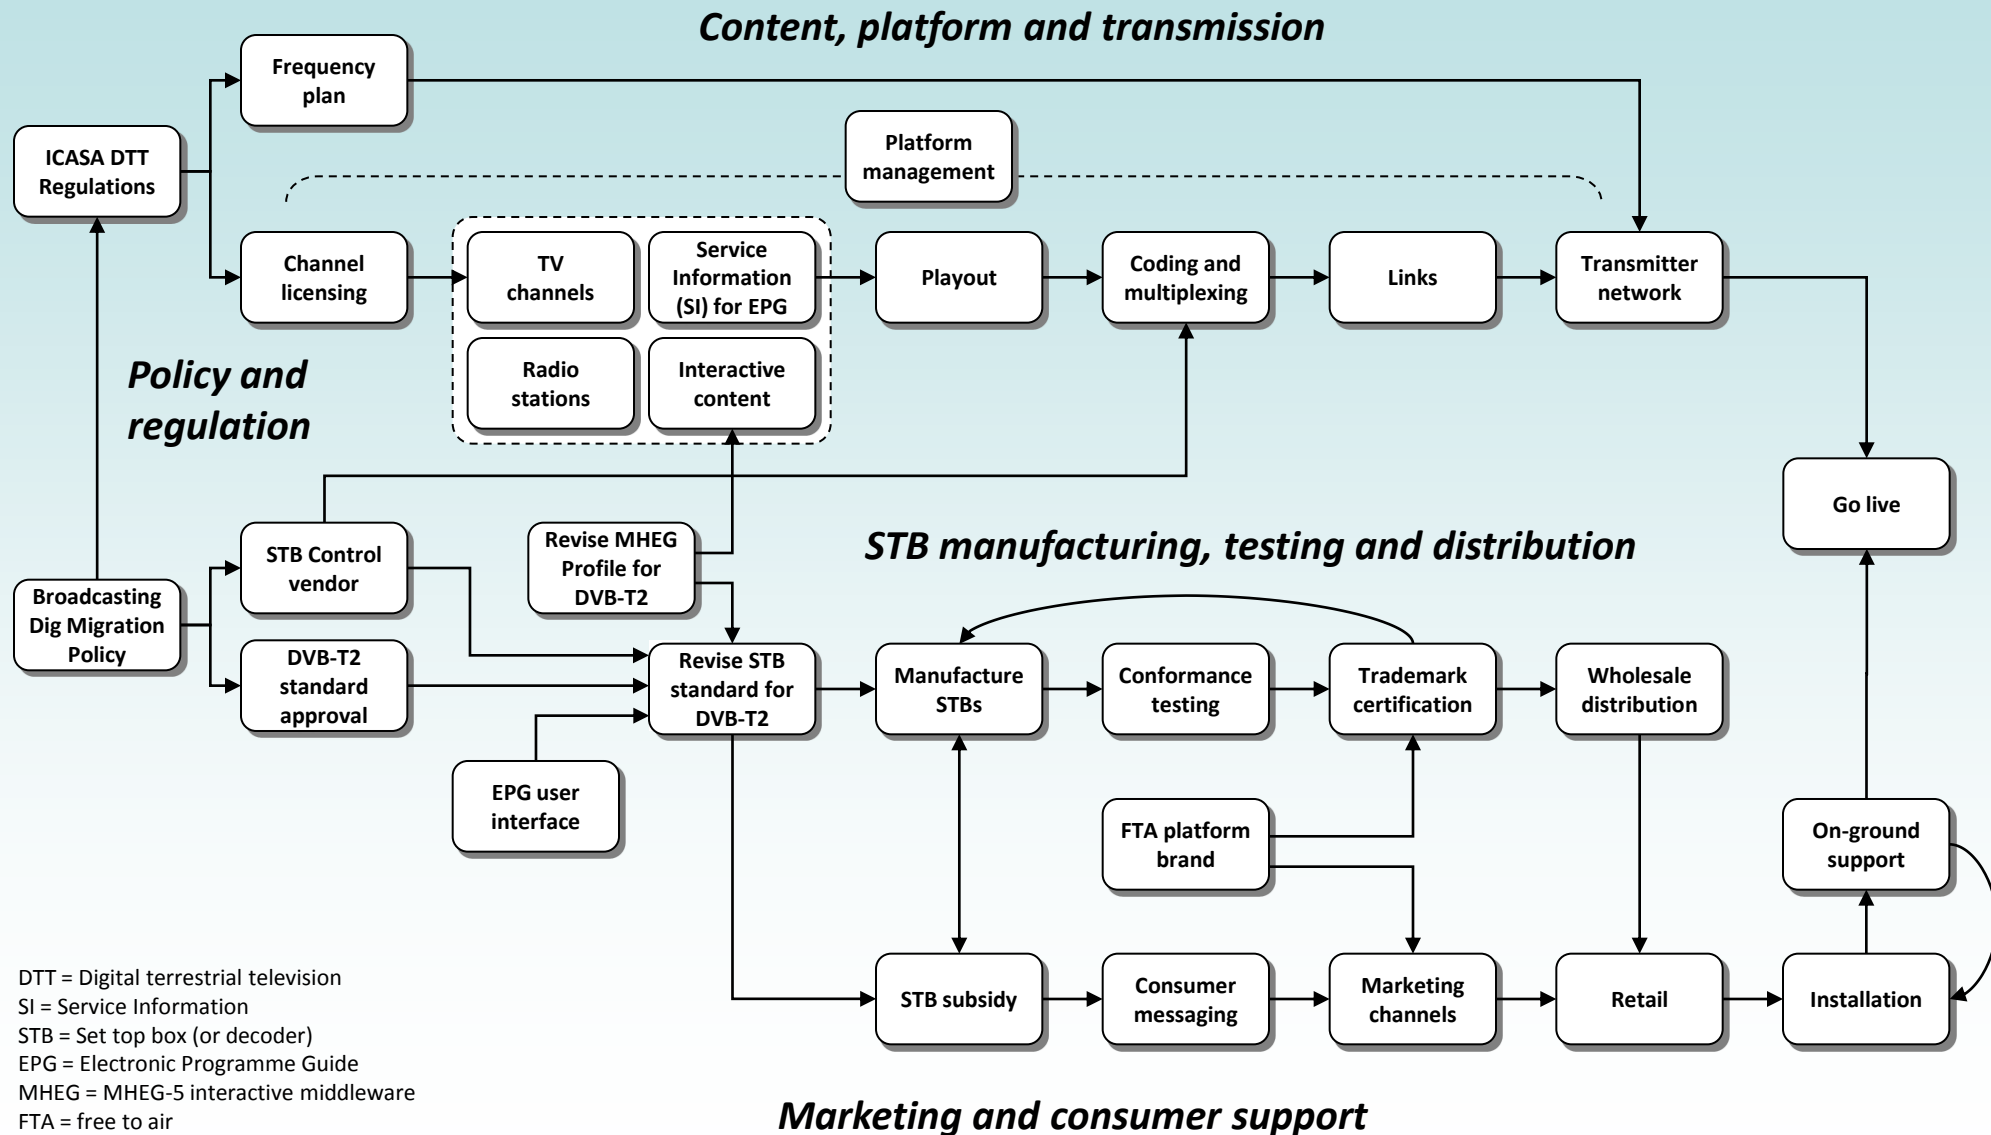 Content, platform and transmission
Frequency
plan
Platform
management
ICASA DTT
Regulations
Channel
licensing
TV
channels
Service
Information
(SI) for EPG
Playout
Coding and
multiplexing
Links
Transmitter
network
Radio
stations
Interactive
content
Policy and
regulation
Go live
STB Control
vendor
Revise MHEG
Profile for
DVB-T2
STB manufacturing, testing and distribution
Broadcasting
Dig Migration
Policy
DVB-T2
standard
approval
Revise STB
standard for
DVB-T2
Manufacture
STBs
Conformance
testing
Trademark
certification
Wholesale
distribution
EPG user
interface
FTA platform
brand
On-ground
support
STB subsidy
Consumer
messaging
Marketing
channels
Retail
Installation
DTT = Digital terrestrial television
SI = Service Information
STB = Set top box (or decoder)
EPG = Electronic Programme Guide
MHEG = MHEG-5 interactive middleware
FTA = free to air
Marketing and consumer support